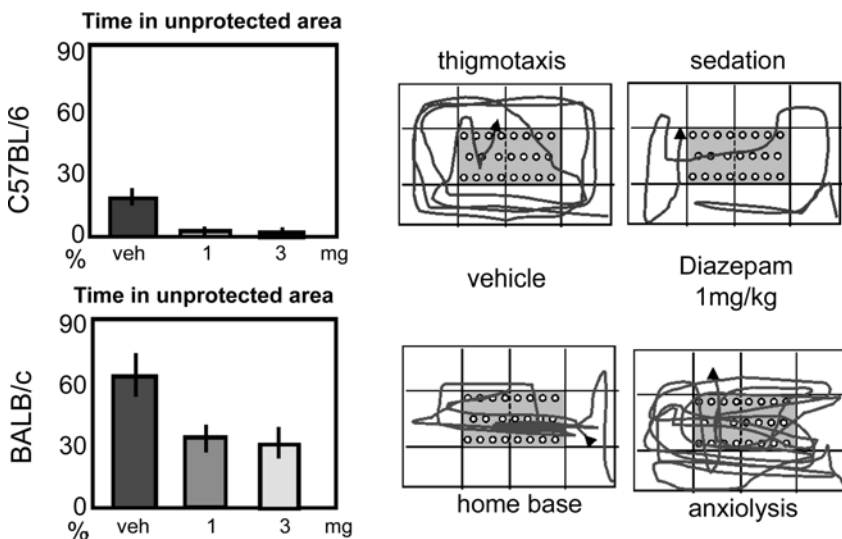 Time in unprotected area
C57BL/6
90
60
30
0
% veh 1 3 mg
thigmotaxis sedation
vehicle Diazepam
1mg/kg
Time in unprotected area
BALB/c
90
60
30
0
% veh 1 3 mg
home base anxiolysis